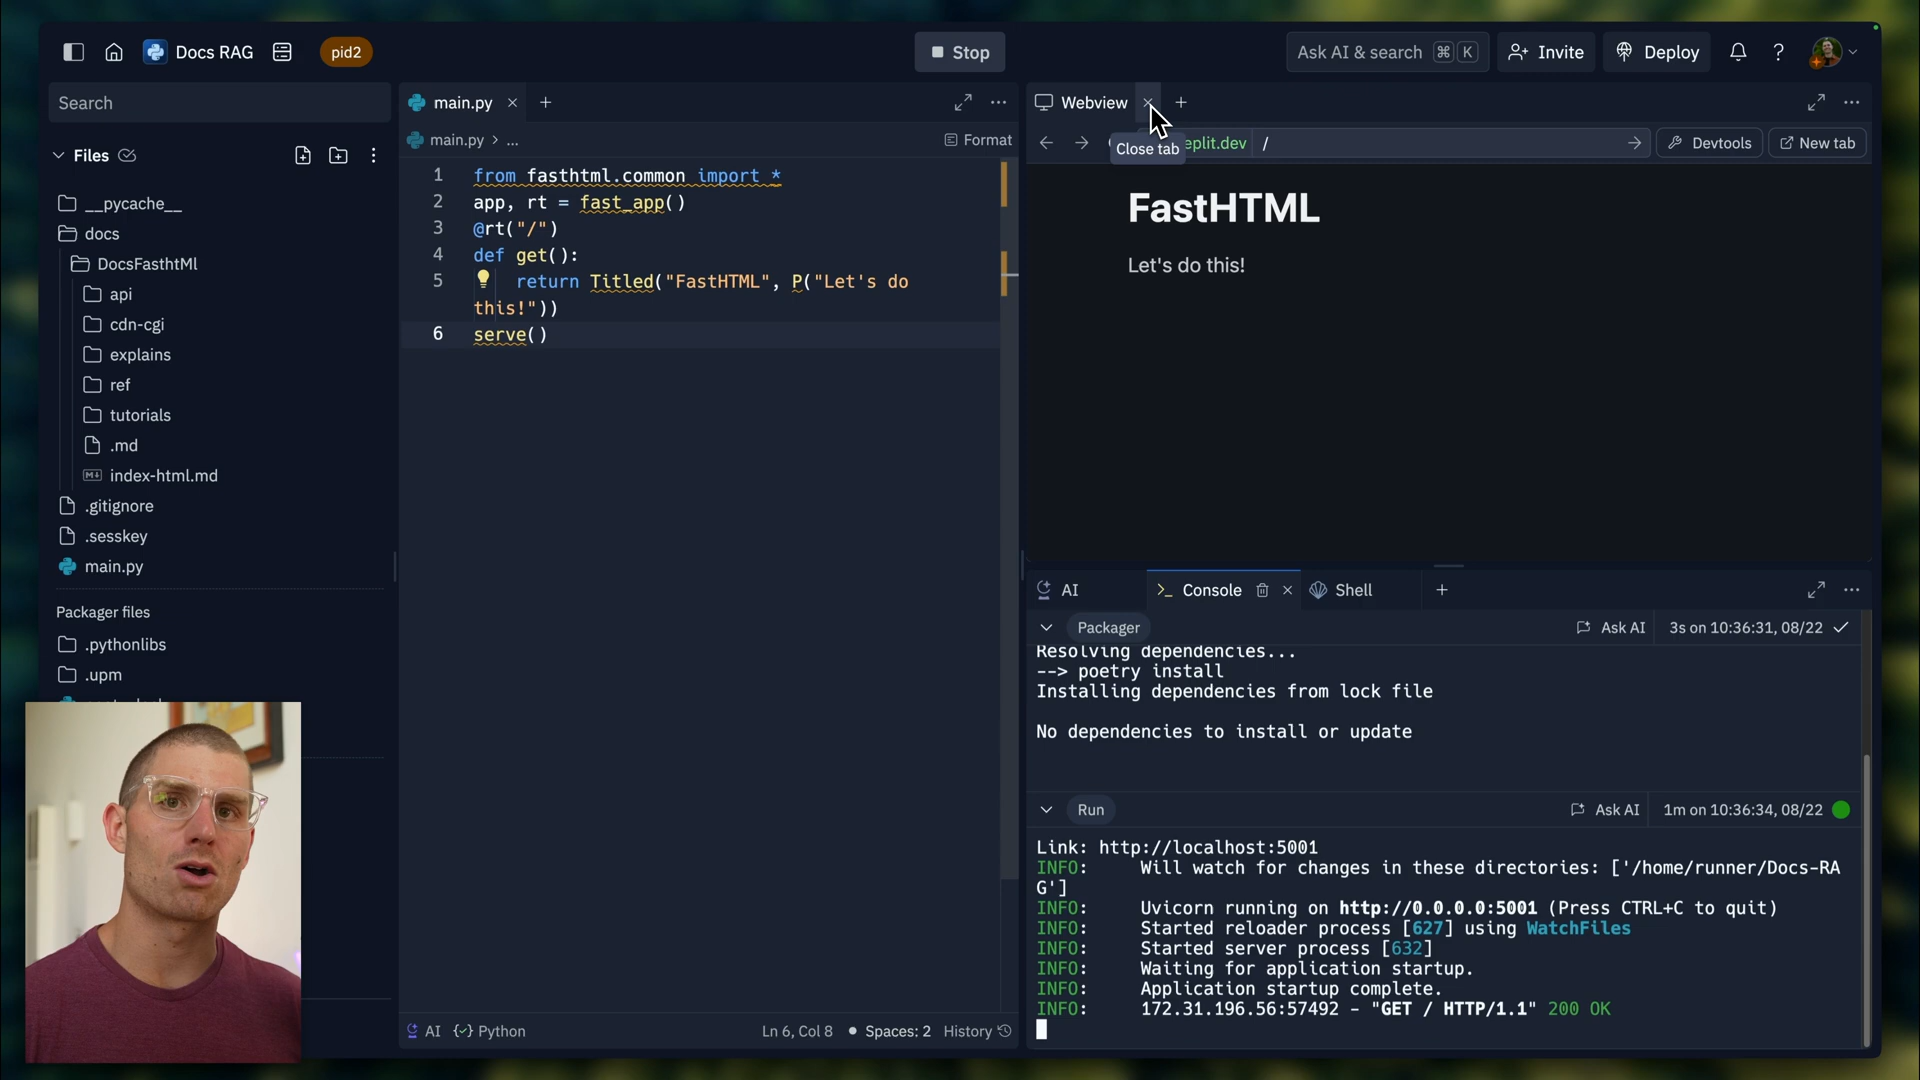 Docs RAG
pid2
Stop
Ask AI & search ⌘ K
Invite
Deploy
?
Search
Files
__pycache__
docs
DocsFasthtMl
api
cdn-cgi
explains
ref
tutorials
.md
index-html.md
.gitignore
.sesskey
main.py
Packager files
.pythonlibs
.upm
main.py
main.py > ...
Format
1 from fasthtml.common import *
2 app, rt = fast_app()
3 @rt("/")
4 def get():
5 return Titled("FastHTML", P("Let's do
this!"))
6 serve()
AI
Python
Ln 6, Col 8
Spaces: 2
History
Webview
Close tab
eplit.dev /
Devtools
New tab
FastHTML
Let's do this!
AI
Console
Shell
Packager
Ask AI
3s on 10:36:31, 08/22
Resolving dependencies...
--> poetry install
Installing dependencies from lock file
No dependencies to install or update
Run
Ask AI
1m on 10:36:34, 08/22
Link: http://localhost:5001
INFO: Will watch for changes in these directories: ['/home/runner/Docs-RA
G']
INFO: Uvicorn running on http://0.0.0.0:5001 (Press CTRL+C to quit)
INFO: Started reloader process [627] using WatchFiles
INFO: Started server process [632]
INFO: Waiting for application startup.
INFO: Application startup complete.
INFO: 172.31.196.56:57492 - "GET / HTTP/1.1" 200 OK